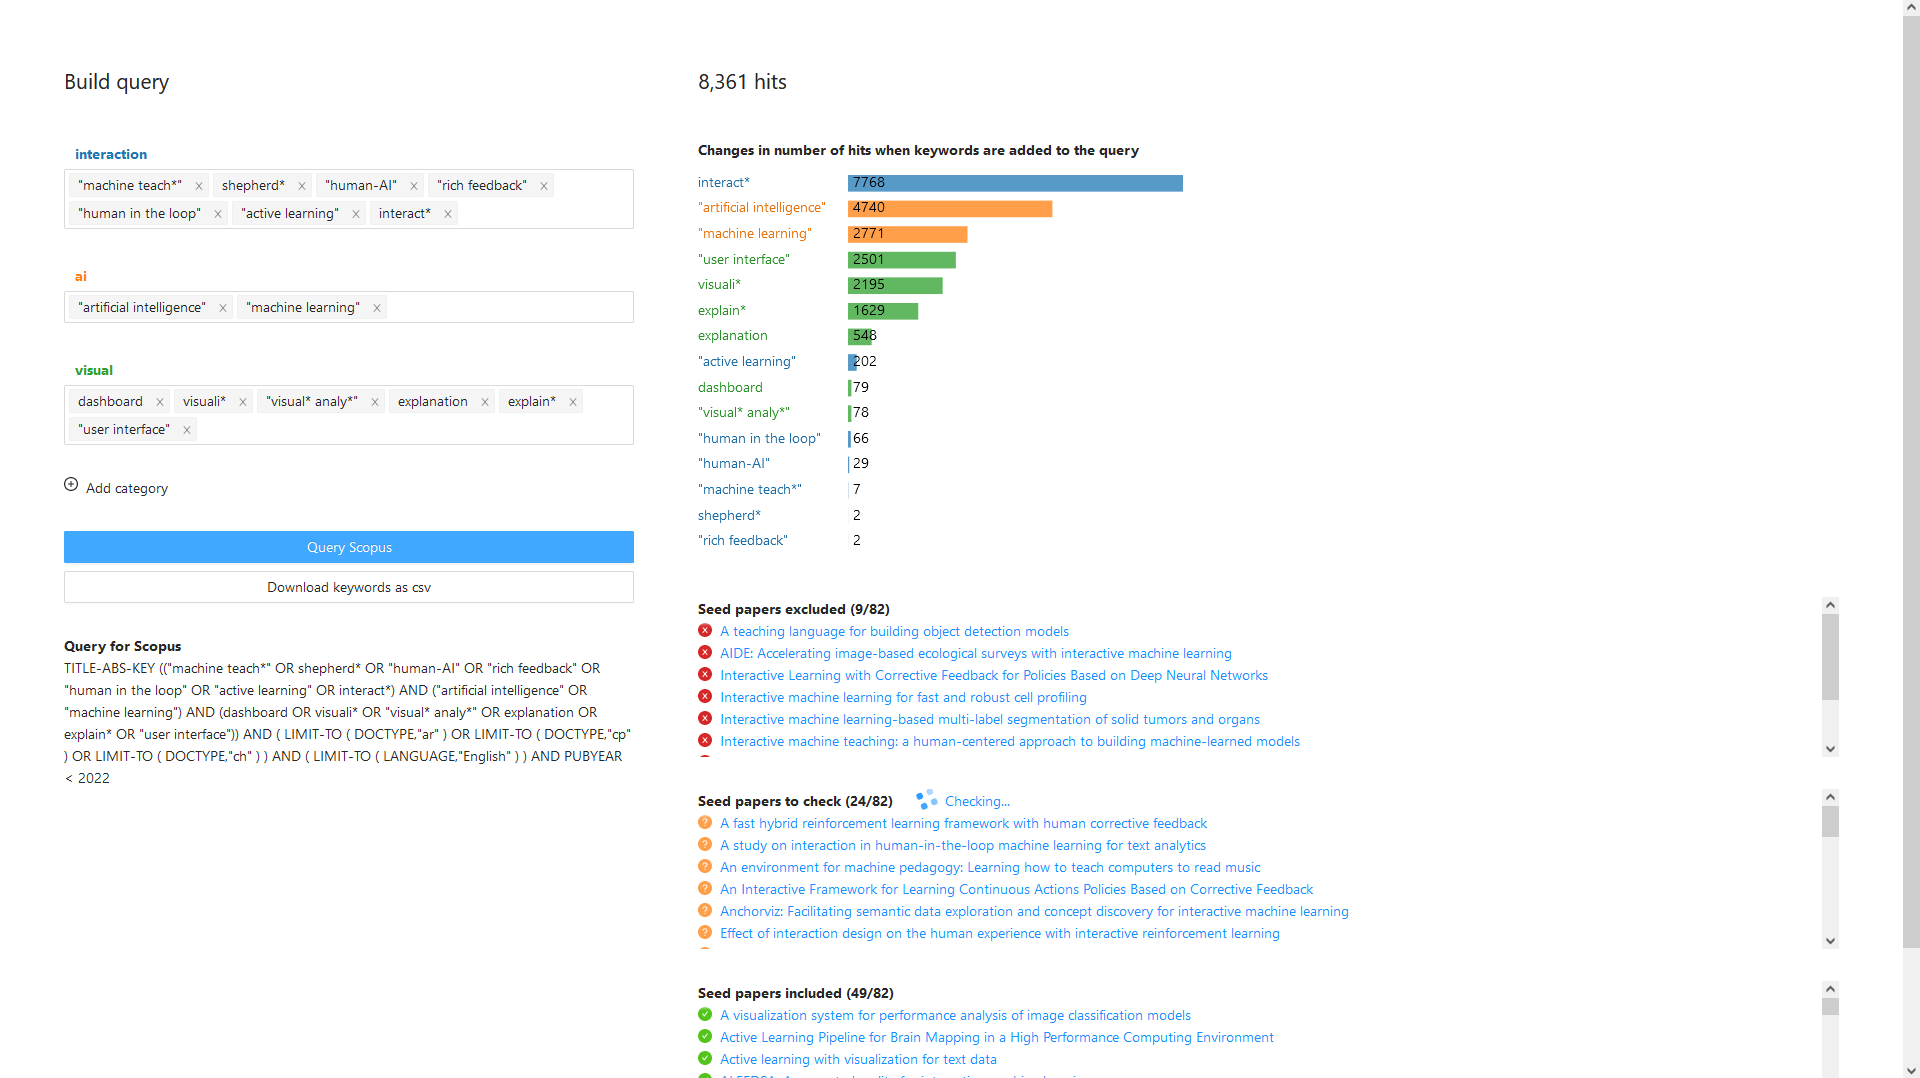 Build query
interaction
"machine teach*" shepherd* "human-AI" "rich feedback"
"human in the loop" "active learning" interact*
ai
"artificial intelligence" "machine learning"
visual
dashboard visuali* "visual* analy*" explanation explain*
"user interface"
Add category
Query Scopus
Download keywords as csv
Query for Scopus
TITLE-ABS-KEY (("machine teach*" OR shepherd* OR "human-AI" OR "rich feedback" OR
"human in the loop" OR "active learning" OR interact*) AND ("artificial intelligence" OR
"machine learning") AND (dashboard OR visuali* OR "visual* analy*" OR explanation OR
explain* OR "user interface")) AND ( LIMIT-TO ( DOCTYPE,"ar" ) OR LIMIT-TO ( DOCTYPE,"cp"
) OR LIMIT-TO ( DOCTYPE,"ch" ) ) AND ( LIMIT-TO ( LANGUAGE,"English" ) ) AND PUBYEAR
< 2022
8,361 hits
Changes in number of hits when keywords are added to the query
interact* 7768
"artificial intelligence" 4740
"machine learning" 2771
"user interface" 2501
visuali* 2195
explain* 1629
explanation 548
"active learning" 202
dashboard 79
"visual* analy*" 78
"human in the loop" 66
"human-AI" 29
"machine teach*" 7
shepherd* 2
"rich feedback" 2
Seed papers excluded (9/82)
A teaching language for building object detection models
AIDE: Accelerating image-based ecological surveys with interactive machine learning
Interactive Learning with Corrective Feedback for Policies Based on Deep Neural Networks
Interactive machine learning for fast and robust cell profiling
Interactive machine learning-based multi-label segmentation of solid tumors and organs
Interactive machine teaching: a human-centered approach to building machine-learned models
Seed papers to check (24/82) Checking...
A fast hybrid reinforcement learning framework with human corrective feedback
A study on interaction in human-in-the-loop machine learning for text analytics
An environment for machine pedagogy: Learning how to teach computers to read music
An Interactive Framework for Learning Continuous Actions Policies Based on Corrective Feedback
Anchorviz: Facilitating semantic data exploration and concept discovery for interactive machine learning
Effect of interaction design on the human experience with interactive reinforcement learning
Seed papers included (49/82)
A visualization system for performance analysis of image classification models
Active Learning Pipeline for Brain Mapping in a High Performance Computing Environment
Active learning with visualization for text data